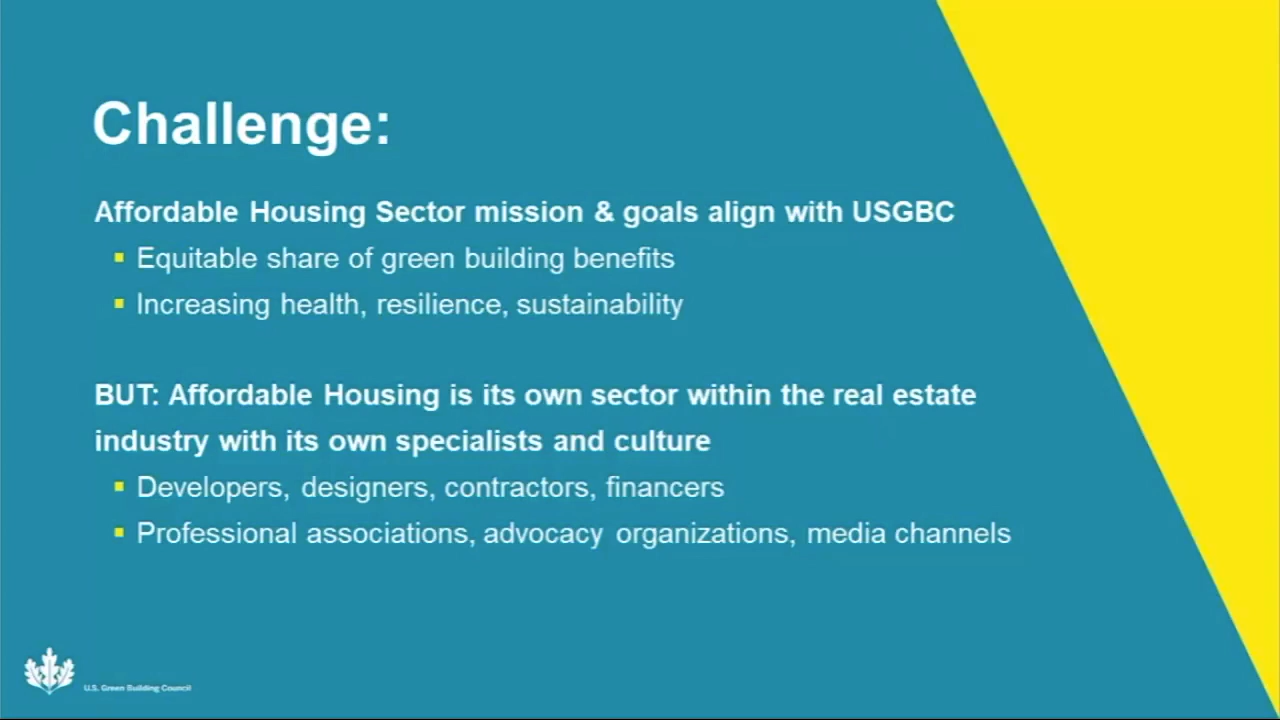 Challenge:
Affordable Housing Sector mission & goals align with USGBC
▪ Equitable share of green building benefits
▪ Increasing health, resilience, sustainability
BUT: Affordable Housing is its own sector within the real estate
industry with its own specialists and culture
▪ Developers, designers, contractors, financers
▪ Professional associations, advocacy organizations, media channels
U.S. Green Building Council